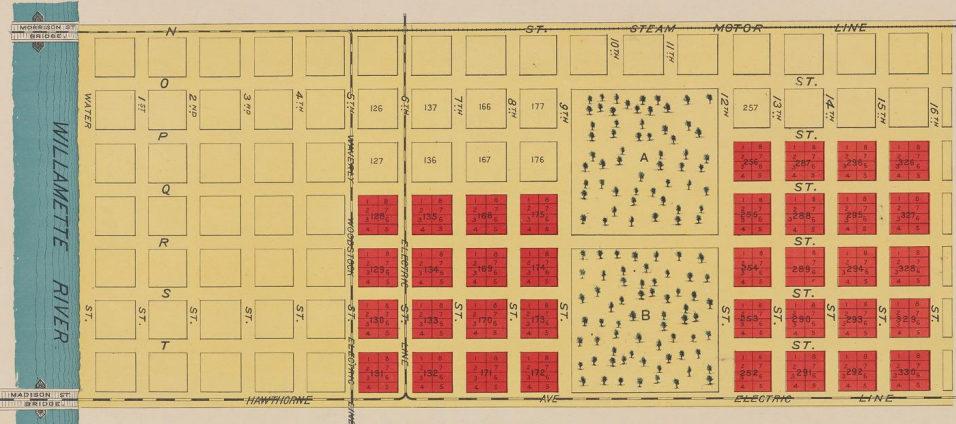 MORRISON ST.
BRIDGE.
N ST. STEAM MOTOR LINE
10TH
11TH
O ST.
WATER
1ST
2ND
3RD
4TH
5TH
126
6TH
137
7TH
166
8TH
177
9TH
12TH
257
13TH
14TH
15TH
16TH
P ST.
127
136
167
176
A
256
287
296
326
Q ST.
128
135
168
175
255
288
295
327
R ST.
129
134
169
174
254
289
294
328
S ST.
130
133
170
173
B
253
290
293
329
T ST.
131
132
171
172
252
291
292
330
ST.
ST.
ST.
ST.
ST.
ST.
ST.
ST.
ST.
ST.
ST.
ST.
ST.
ST.
WILLAMETTE RIVER
WAVERLY WOODSTOCK ELECTRIC LINE
ELECTRIC LINE
MADISON ST.
BRIDGE.
HAWTHORNE AVE ELECTRIC LINE